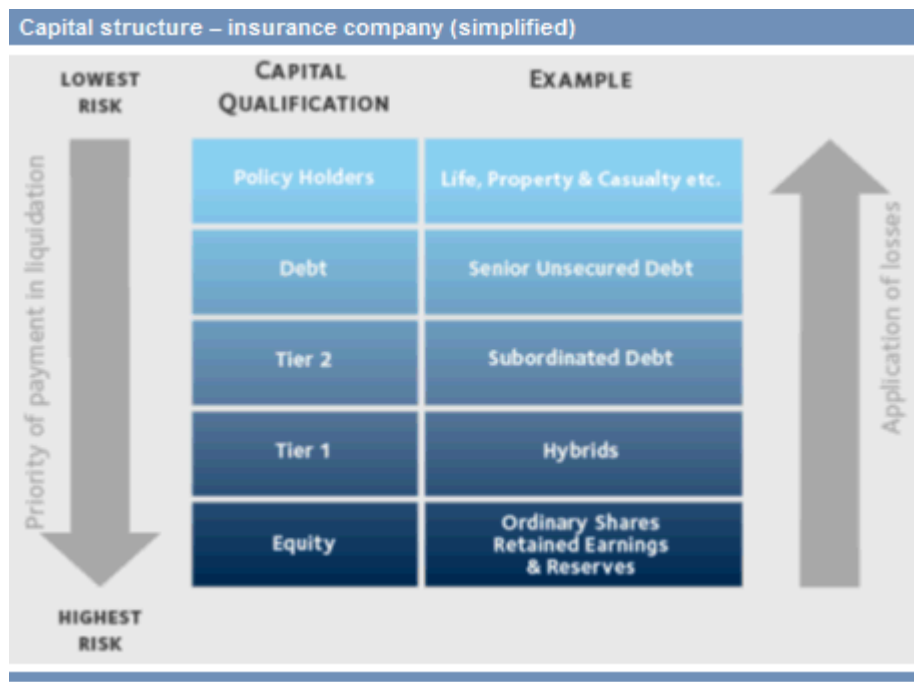 Capital structure – insurance company (simplified)
LOWEST
RISK
CAPITAL
QUALIFICATION
EXAMPLE
Priority of payment in liquidation
Policy Holders
Life, Property & Casualty etc.
Debt
Senior Unsecured Debt
Tier 2
Subordinated Debt
Tier 1
Hybrids
Equity
Ordinary Shares
Retained Earnings
& Reserves
Application of losses
HIGHEST
RISK